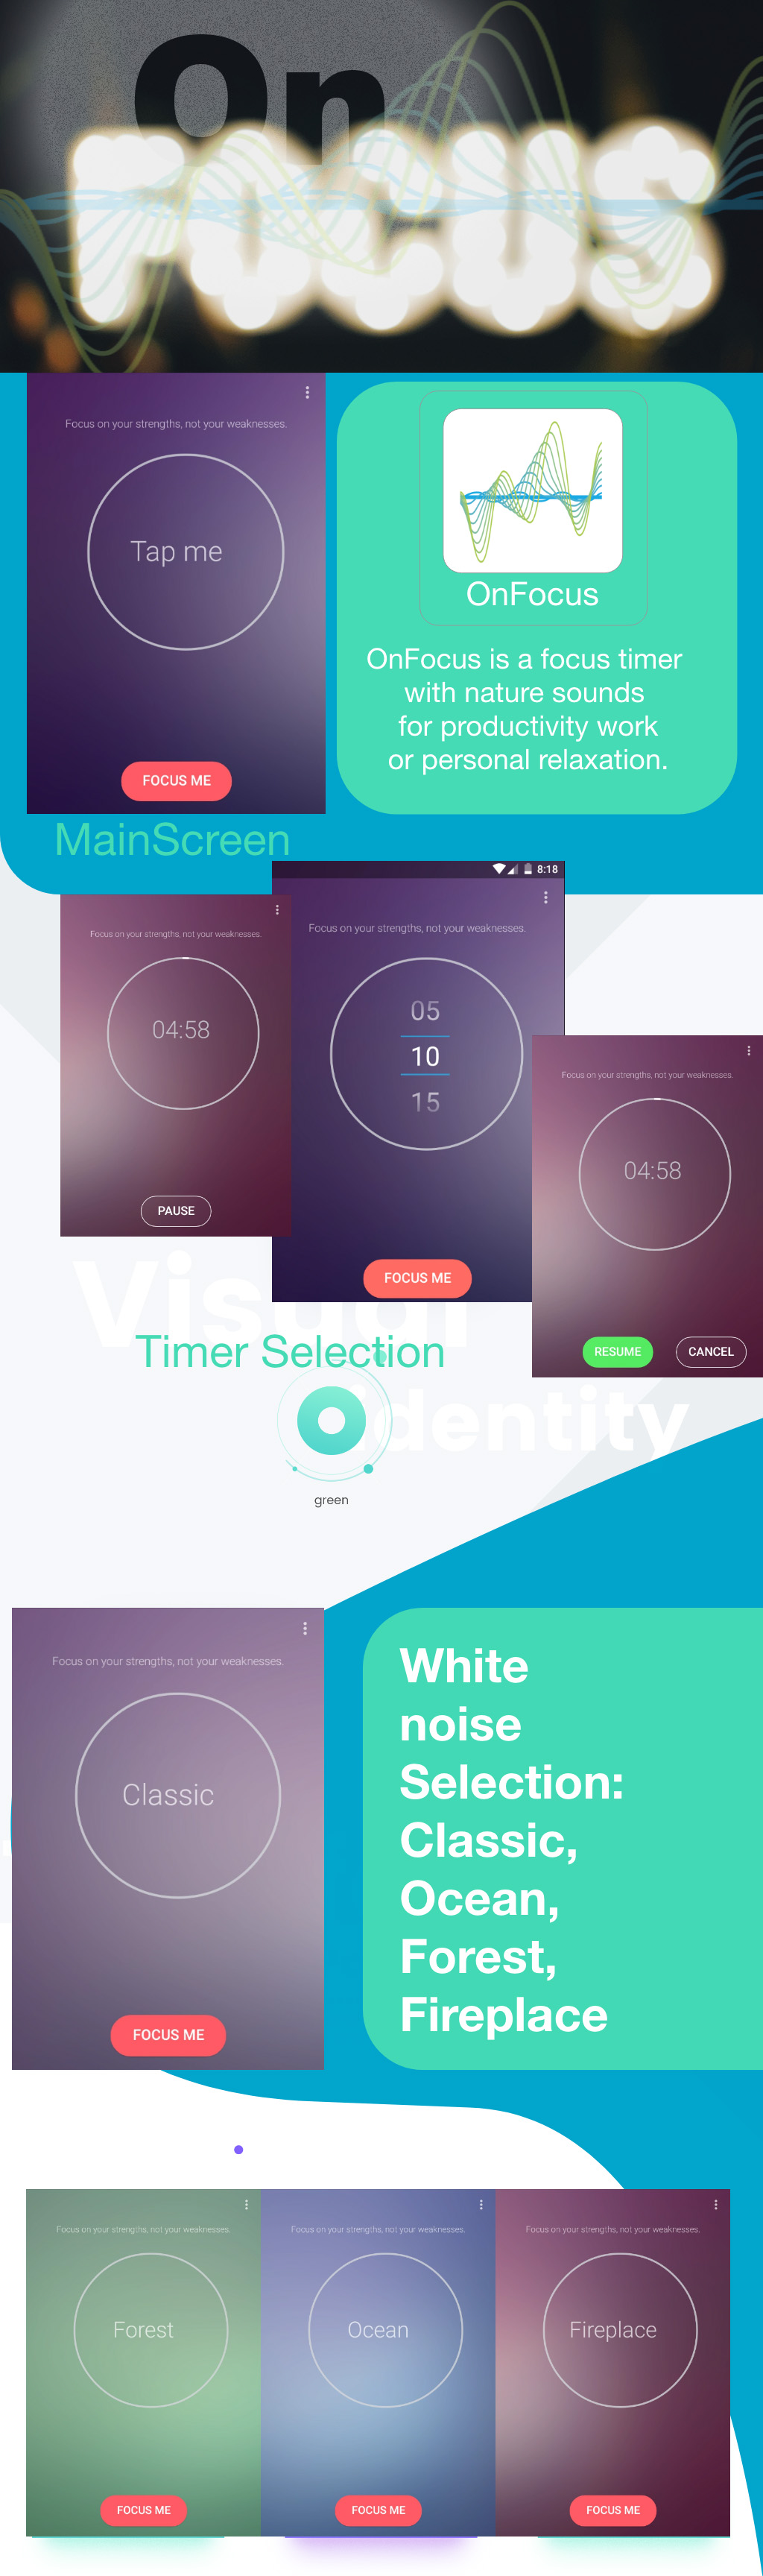 On
FOCUS
Focus on your strengths, not your weaknesses.
Tap me
FOCUS ME
MainScreen
OnFocus
OnFocus is a focus timer
with nature sounds
for productivity work
or personal relaxation.
8:18
Focus on your strengths, not your weaknesses.
04:58
PAUSE
Focus on your strengths, not your weaknesses.
05
10
15
FOCUS ME
Focus on your strengths, not your weaknesses.
04:58
RESUME
CANCEL
Visual
Timer Selection
identity
green
Focus on your strengths, not your weaknesses.
Classic
FOCUS ME
White
noise
Selection:
Classic,
Ocean,
Forest,
Fireplace
Focus on your strengths, not your weaknesses.
Forest
FOCUS ME
Focus on your strengths, not your weaknesses.
Ocean
FOCUS ME
Focus on your strengths, not your weaknesses.
Fireplace
FOCUS ME